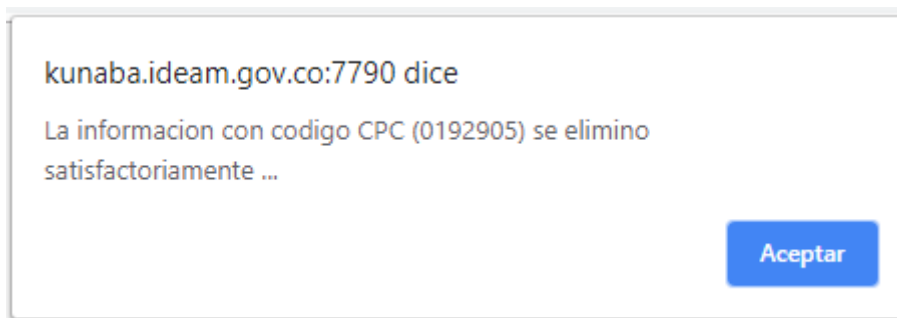 kunaba.ideam.gov.co:7790 dice
La informacion con codigo CPC (0192905) se elimino
satisfactoriamente ...
Aceptar